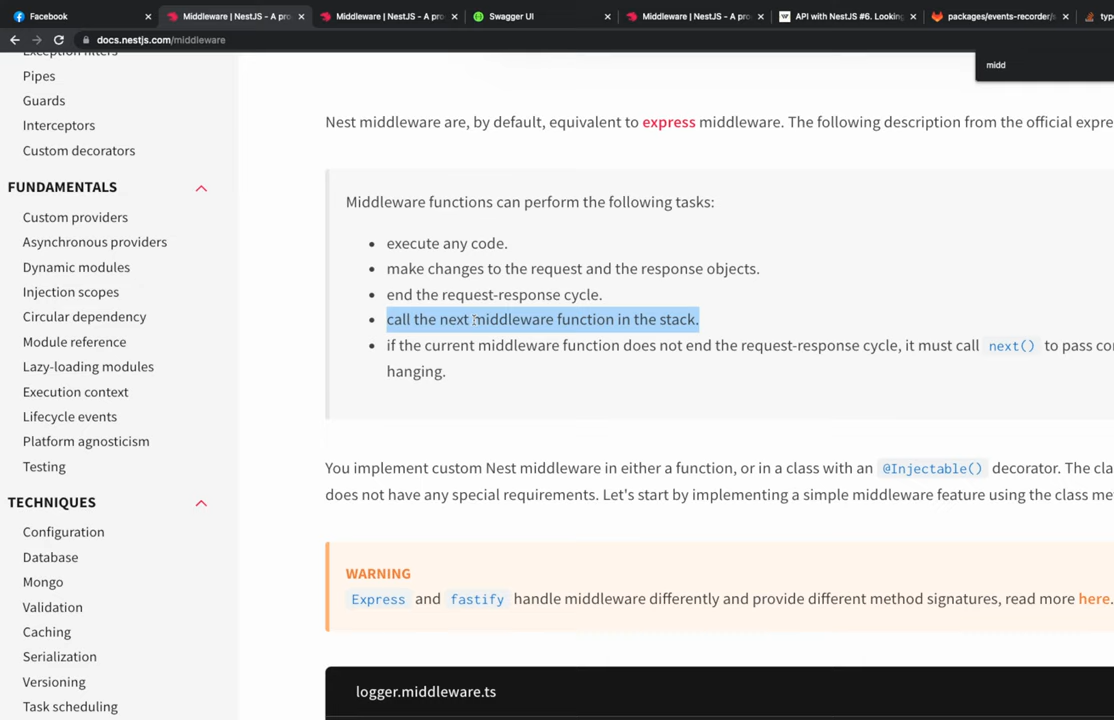 Facebook
Middleware | NestJS - A pro
Middleware | NestJS - A pro
Swagger UI
Middleware | NestJS - A pro
API with NestJS #6. Looking
packages/events-recorder/s
type
docs.nestjs.com/middleware
midd
Exception filters
Pipes
Guards
Interceptors
Custom decorators
FUNDAMENTALS
Custom providers
Asynchronous providers
Dynamic modules
Injection scopes
Circular dependency
Module reference
Lazy-loading modules
Execution context
Lifecycle events
Platform agnosticism
Testing
TECHNIQUES
Configuration
Database
Mongo
Validation
Caching
Serialization
Versioning
Task scheduling
Nest middleware are, by default, equivalent to express middleware. The following description from the official expre
Middleware functions can perform the following tasks:
• execute any code.
• make changes to the request and the response objects.
• end the request-response cycle.
• call the next middleware function in the stack.
• if the current middleware function does not end the request-response cycle, it must call next() to pass con
hanging.
You implement custom Nest middleware in either a function, or in a class with an @Injectable() decorator. The cla
does not have any special requirements. Let's start by implementing a simple middleware feature using the class me
WARNING
Express and fastify handle middleware differently and provide different method signatures, read more here.
logger.middleware.ts